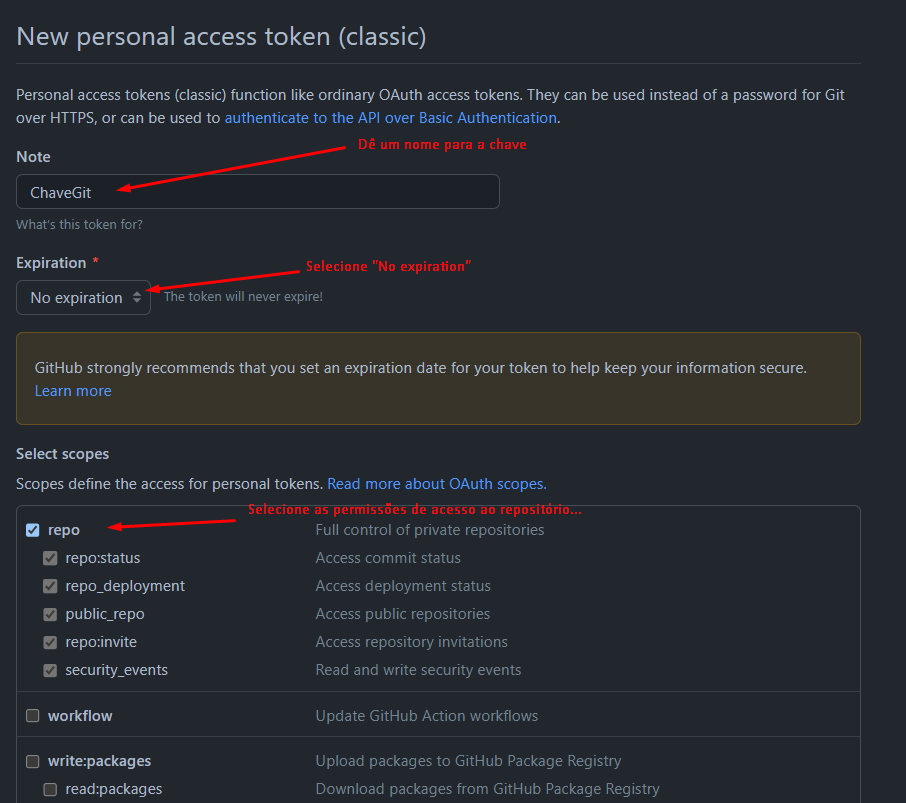 New personal access token (classic)
Personal access tokens (classic) function like ordinary OAuth access tokens. They can be used instead of a password for Git
over HTTPS, or can be used to authenticate to the API over Basic Authentication.
Dê um nome para a chave
Note
ChaveGit
What's this token for?
Expiration *
Selecione "No expiration"
No expiration
The token will never expire!
GitHub strongly recommends that you set an expiration date for your token to help keep your information secure.
Learn more
Select scopes
Scopes define the access for personal tokens. Read more about OAuth scopes.
Selecione as permissões de acesso ao repositório...
repo Full control of private repositories
repo:status Access commit status
repo_deployment Access deployment status
public_repo Access public repositories
repo:invite Access repository invitations
security_events Read and write security events
workflow Update GitHub Action workflows
write:packages Upload packages to GitHub Package Registry
read:packages Download packages from GitHub Package Registry